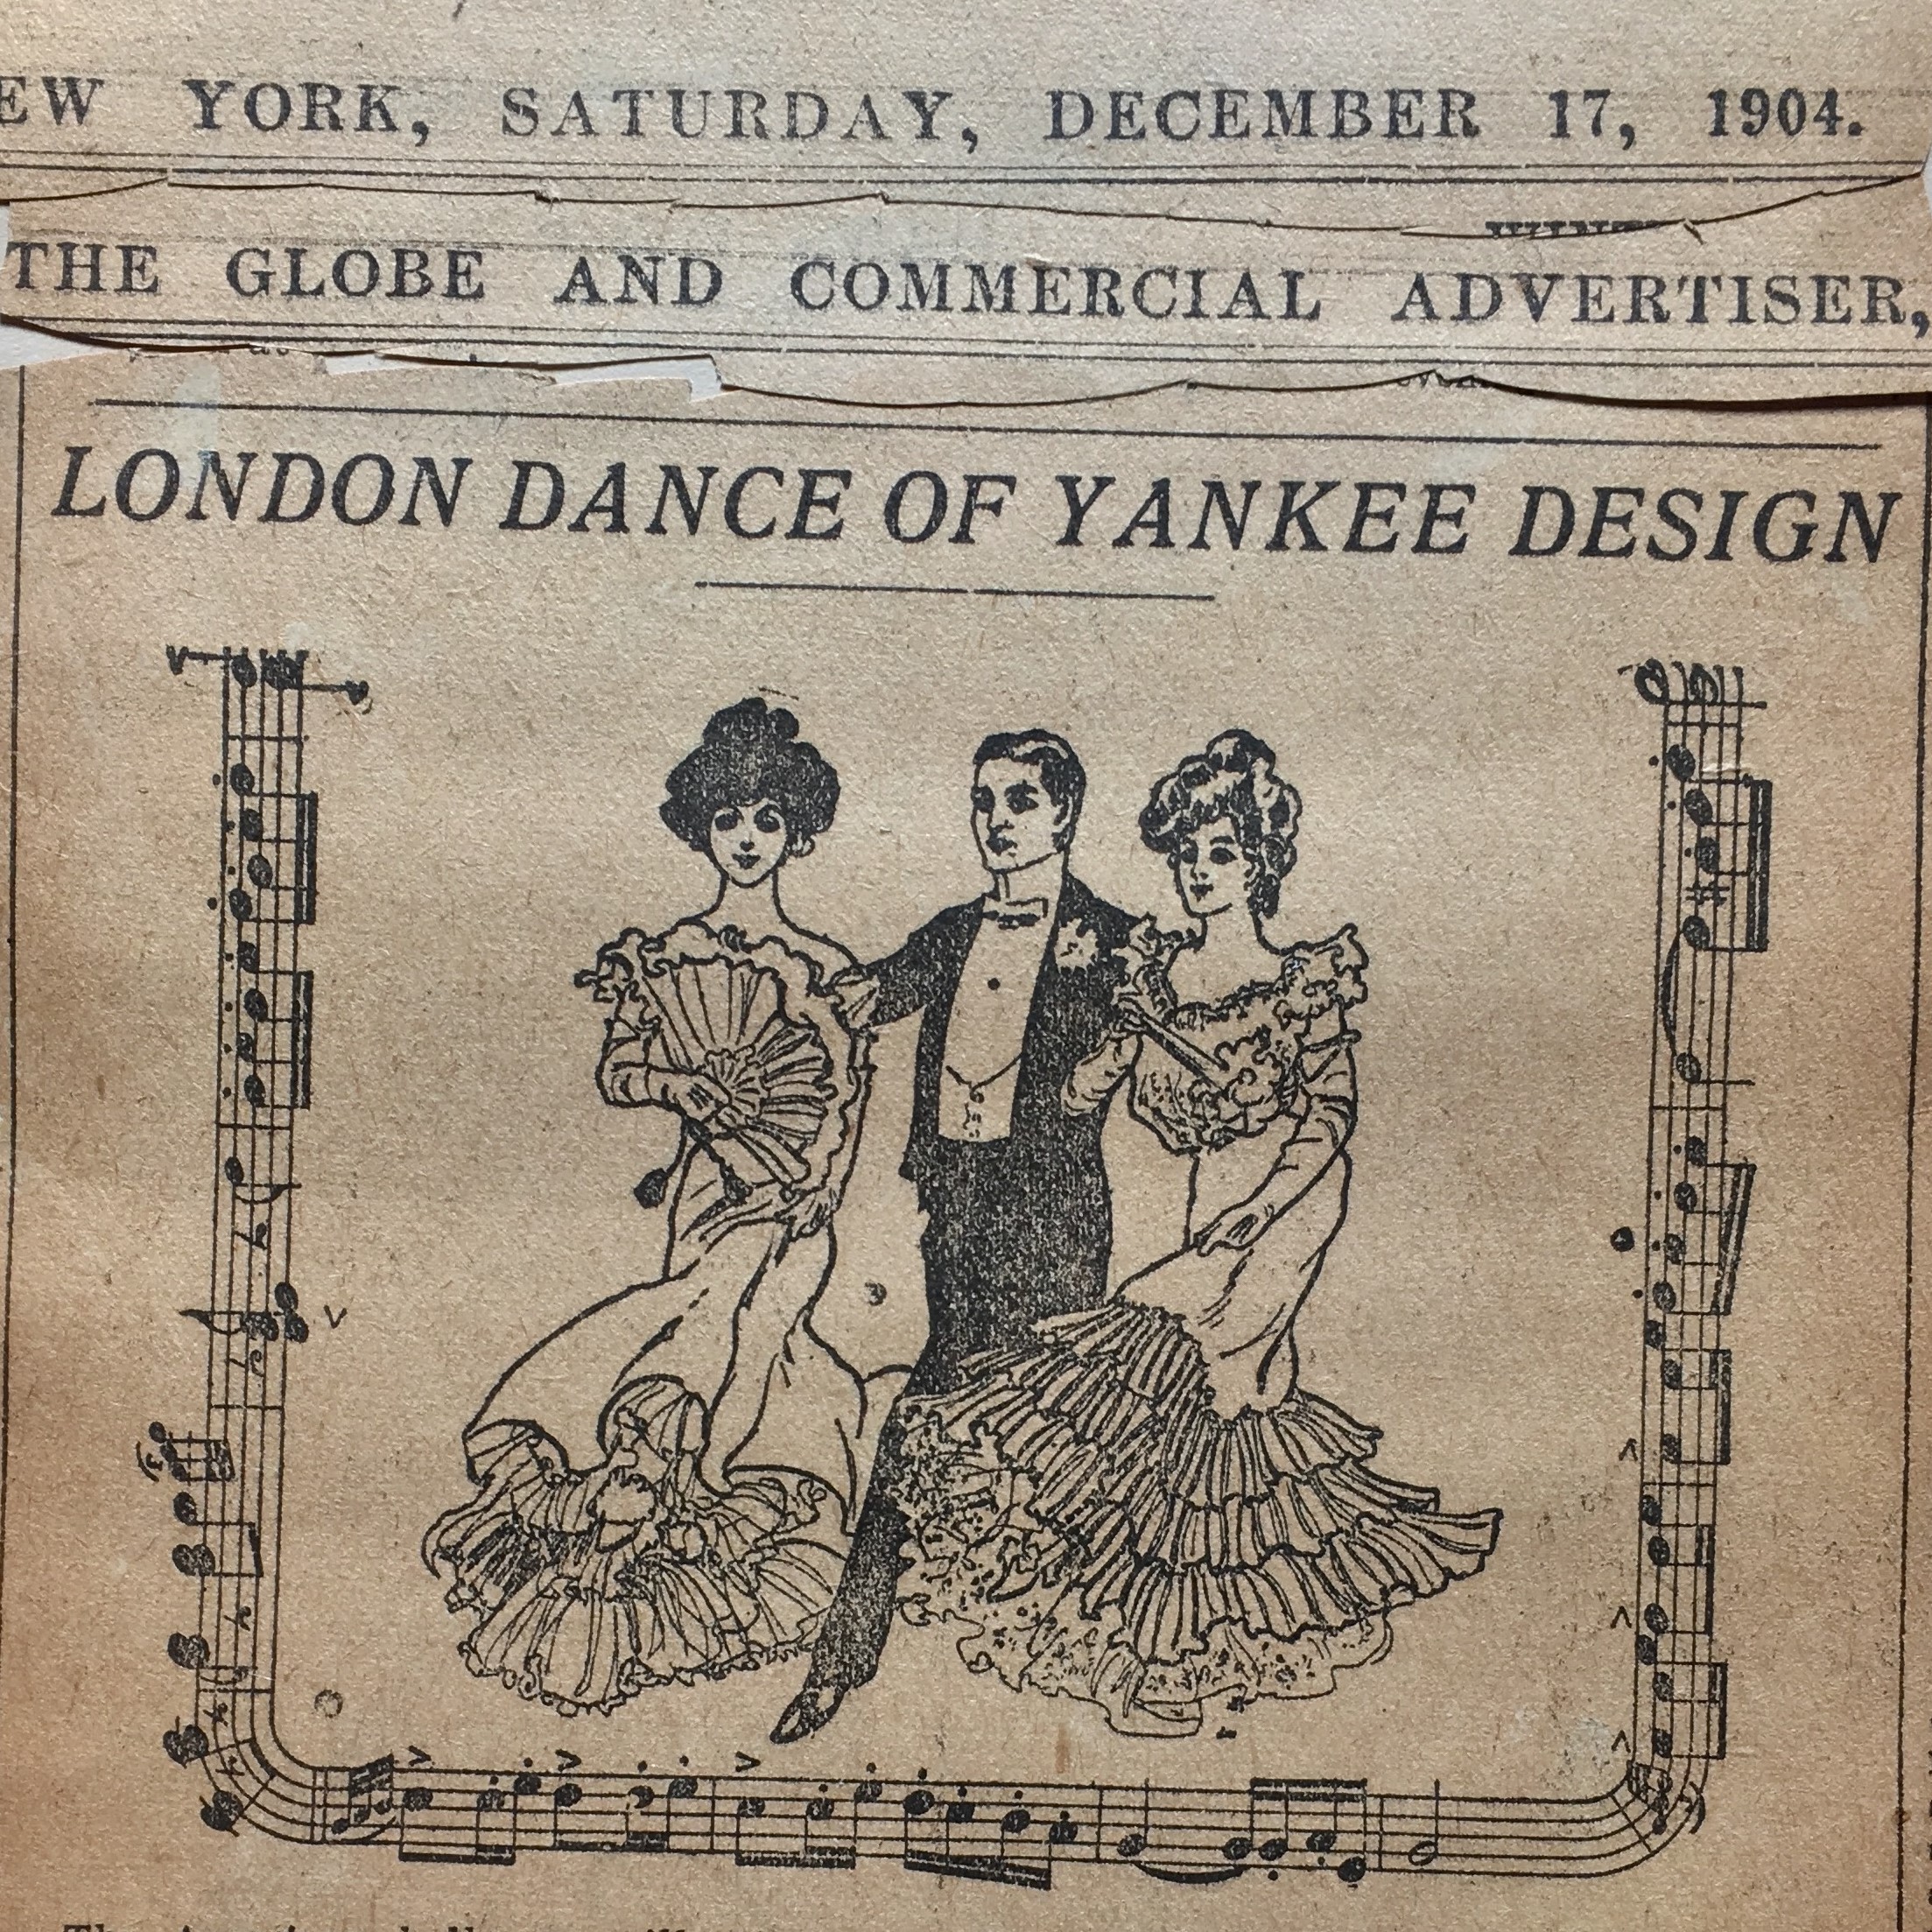 EW YORK, SATURDAY, DECEMBER 17, 1904.
THE GLOBE AND COMMERCIAL ADVERTISER,
LONDON DANCE OF YANKEE DESIGN